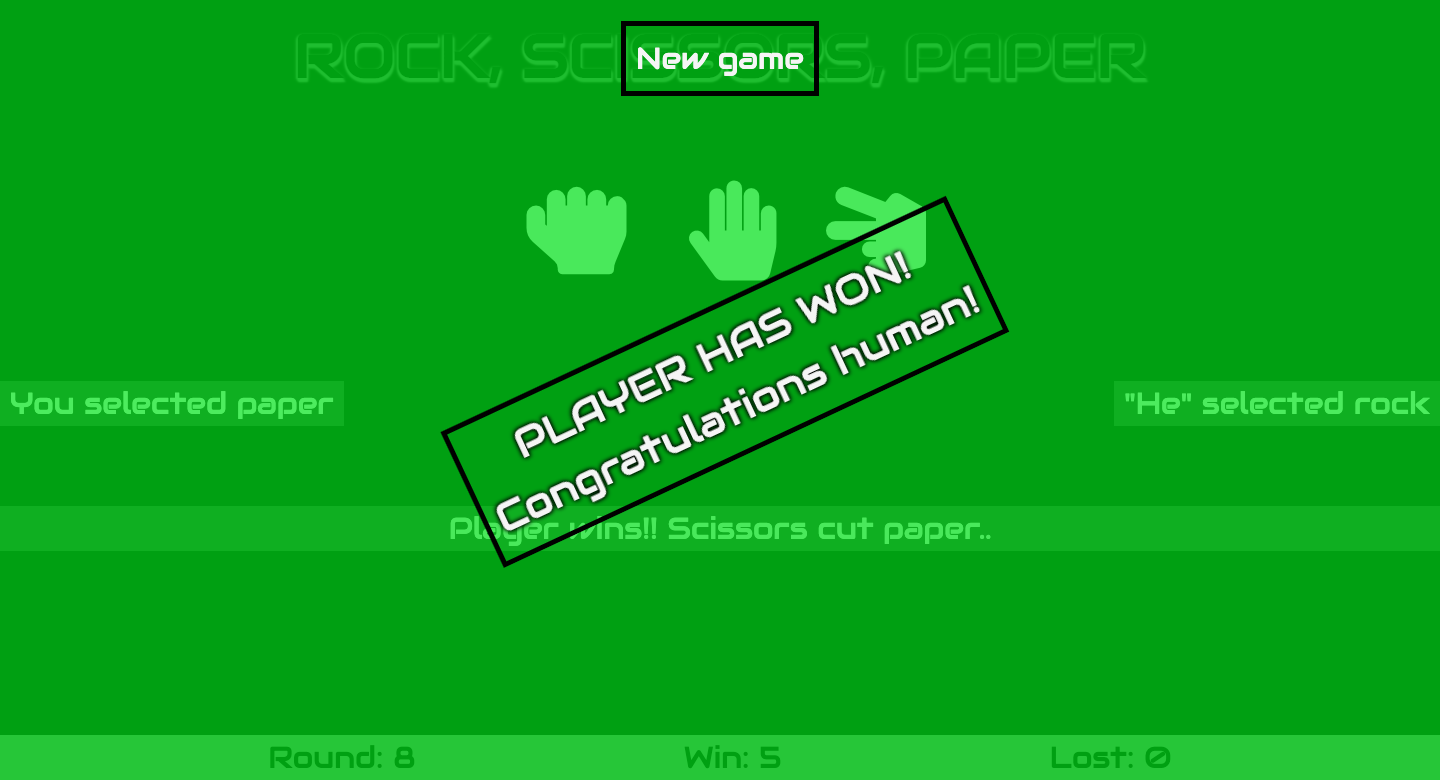 ROCK, SCISSORS, PAPER
New game
PLAYER HAS WON!
Congratulations human!
You selected paper
"He" selected rock
Player wins!! Scissors cut paper..
Round: 8
Win: 5
Lost: 0